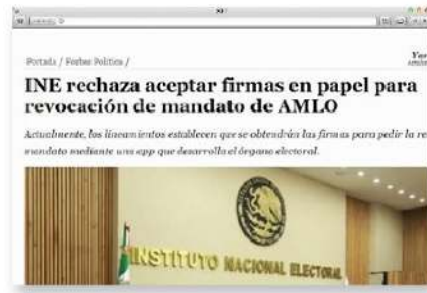 Portada / Forbes Política /
INE rechaza aceptar firmas en papel para
revocación de mandato de AMLO
Actualmente, los lineamientos establecen que se obtendrán las firmas para pedir la re
mandato mediante una app que desarrolla el órgano electoral.
INSTITUTO NACIONAL ELECTORAL